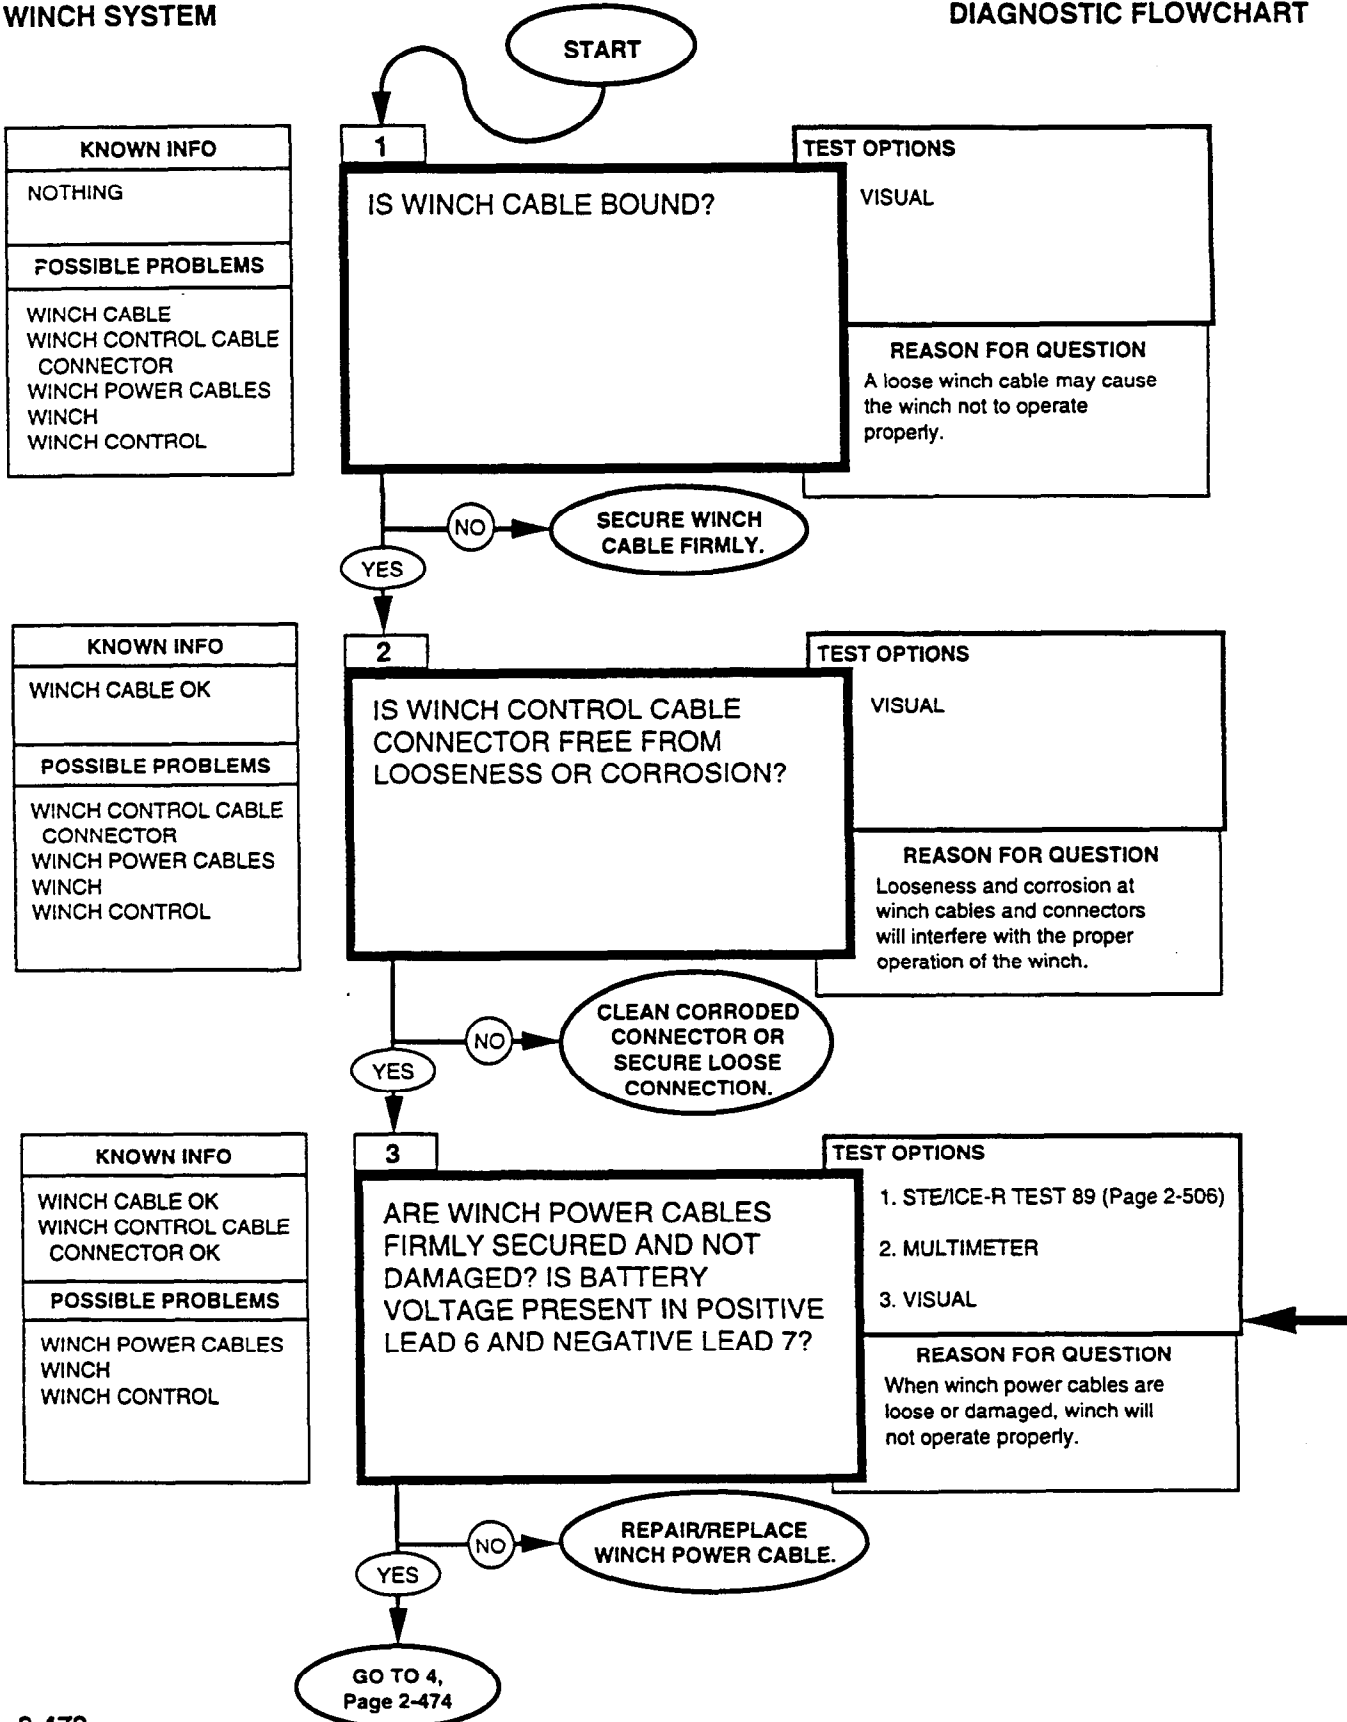 WINCH SYSTEM
DIAGNOSTIC FLOWCHART
START
KNOWN INFO
NOTHING
POSSIBLE PROBLEMS
WINCH CABLE
WINCH CONTROL CABLE
CONNECTOR
WINCH POWER CABLES
WINCH
WINCH CONTROL
1
IS WINCH CABLE BOUND?
TEST OPTIONS
VISUAL
REASON FOR QUESTION
A loose winch cable may cause
the winch not to operate
properly.
NO
SECURE WINCH
CABLE FIRMLY.
YES
KNOWN INFO
WINCH CABLE OK
POSSIBLE PROBLEMS
WINCH CONTROL CABLE
CONNECTOR
WINCH POWER CABLES
WINCH
WINCH CONTROL
2
IS WINCH CONTROL CABLE
CONNECTOR FREE FROM
LOOSENESS OR CORROSION?
TEST OPTIONS
VISUAL
REASON FOR QUESTION
Looseness and corrosion at
winch cables and connectors
will interfere with the proper
operation of the winch.
NO
CLEAN CORRODED
CONNECTOR OR
SECURE LOOSE
CONNECTION.
YES
KNOWN INFO
WINCH CABLE OK
WINCH CONTROL CABLE
CONNECTOR OK
POSSIBLE PROBLEMS
WINCH POWER CABLES
WINCH
WINCH CONTROL
3
ARE WINCH POWER CABLES
FIRMLY SECURED AND NOT
DAMAGED? IS BATTERY
VOLTAGE PRESENT IN POSITIVE
LEAD 6 AND NEGATIVE LEAD 7?
TEST OPTIONS
1. STE/ICE-R TEST 89 (Page 2-506)
2. MULTIMETER
3. VISUAL
REASON FOR QUESTION
When winch power cables are
loose or damaged, winch will
not operate properly.
NO
REPAIR/REPLACE
WINCH POWER CABLE.
YES
GO TO 4,
Page 2-474